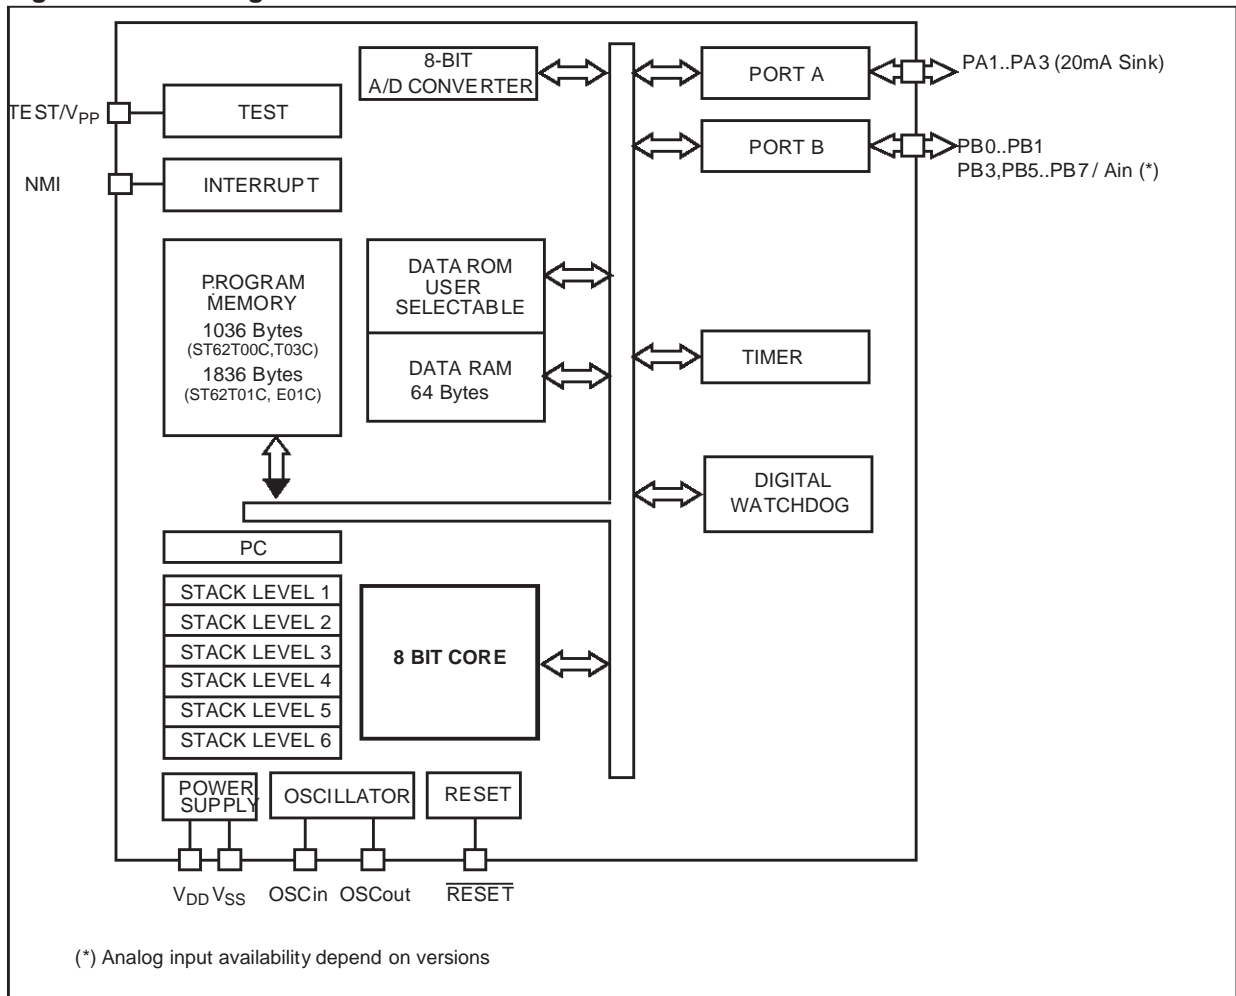 8-BIT
A/D CONVERTER
PORT A
PA1..PA3 (20mA Sink)
TEST/VPP
TEST
PORT B
PB0..PB1
PB3,PB5..PB7 / Ain (*)
NMI
INTERRUPT
PROGRAM
MEMORY
1036 Bytes
(ST62T00C,T03C)
1836 Bytes
(ST62T01C, E01C)
DATA ROM
USER
SELECTABLE
DATA RAM
64 Bytes
TIMER
DIGITAL
WATCHDOG
PC
STACK LEVEL 1
STACK LEVEL 2
STACK LEVEL 3
STACK LEVEL 4
STACK LEVEL 5
STACK LEVEL 6
8 BIT CORE
POWER
SUPPLY
OSCILLATOR
RESET
VDD VSS OSCin OSCout RESET
(*) Analog input availability depend on versions